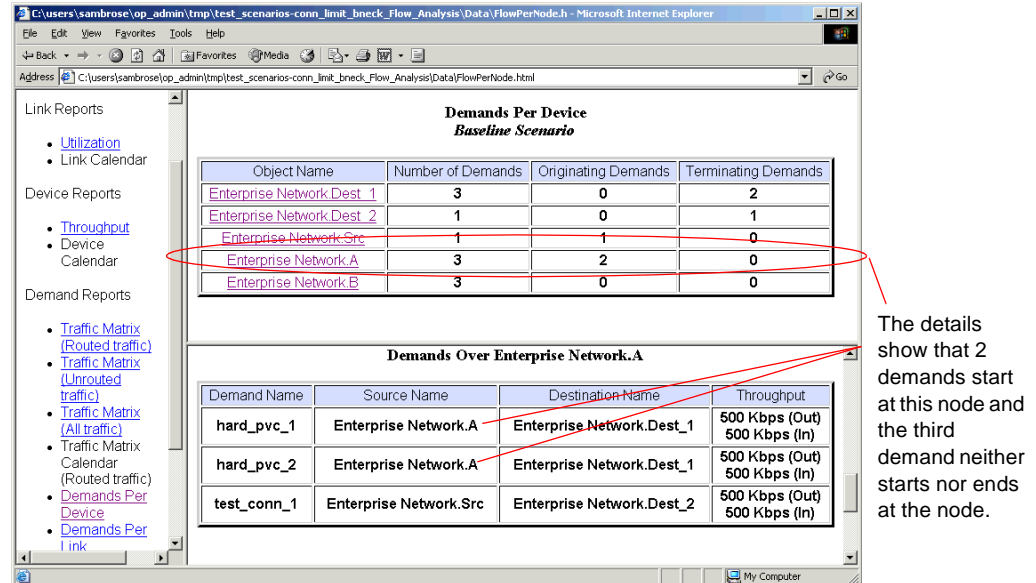 C:\users\sambrose\op_admin\tmp\test_scenarios-conn_limit_bneck_Flow_Analysis\Data\FlowPerNode.h - Microsoft Internet Explorer
File Edit View Favorites Tools Help
Back Favorites Media
Address C:\users\sambrose\op_admin\tmp\test_scenarios-conn_limit_bneck_Flow_Analysis\Data\FlowPerNode.html Go
Link Reports
Utilization
Link Calendar
Device Reports
Throughput
Device
Calendar
Demand Reports
Traffic Matrix
(Routed traffic)
Traffic Matrix
(Unrouted
traffic)
Traffic Matrix
(All traffic)
Traffic Matrix
Calendar
(Routed traffic)
Demands Per
Device
Demands Per
Link
Demands Per Device
Baseline Scenario
Object Name Number of Demands Originating Demands Terminating Demands
Enterprise Network.Dest_1 3 0 2
Enterprise Network.Dest_2 1 0 1
Enterprise Network.Src 1 1 0
Enterprise Network.A 3 2 0
Enterprise Network.B 3 0 0
Demands Over Enterprise Network.A
Demand Name Source Name Destination Name Throughput
hard_pvc_1 Enterprise Network.A Enterprise Network.Dest_1 500 Kbps (Out)
500 Kbps (In)
hard_pvc_2 Enterprise Network.A Enterprise Network.Dest_1 500 Kbps (Out)
500 Kbps (In)
test_conn_1 Enterprise Network.Src Enterprise Network.Dest_2 500 Kbps (Out)
500 Kbps (In)
My Computer
The details
show that 2
demands start
at this node and
the third
demand neither
starts nor ends
at the node.